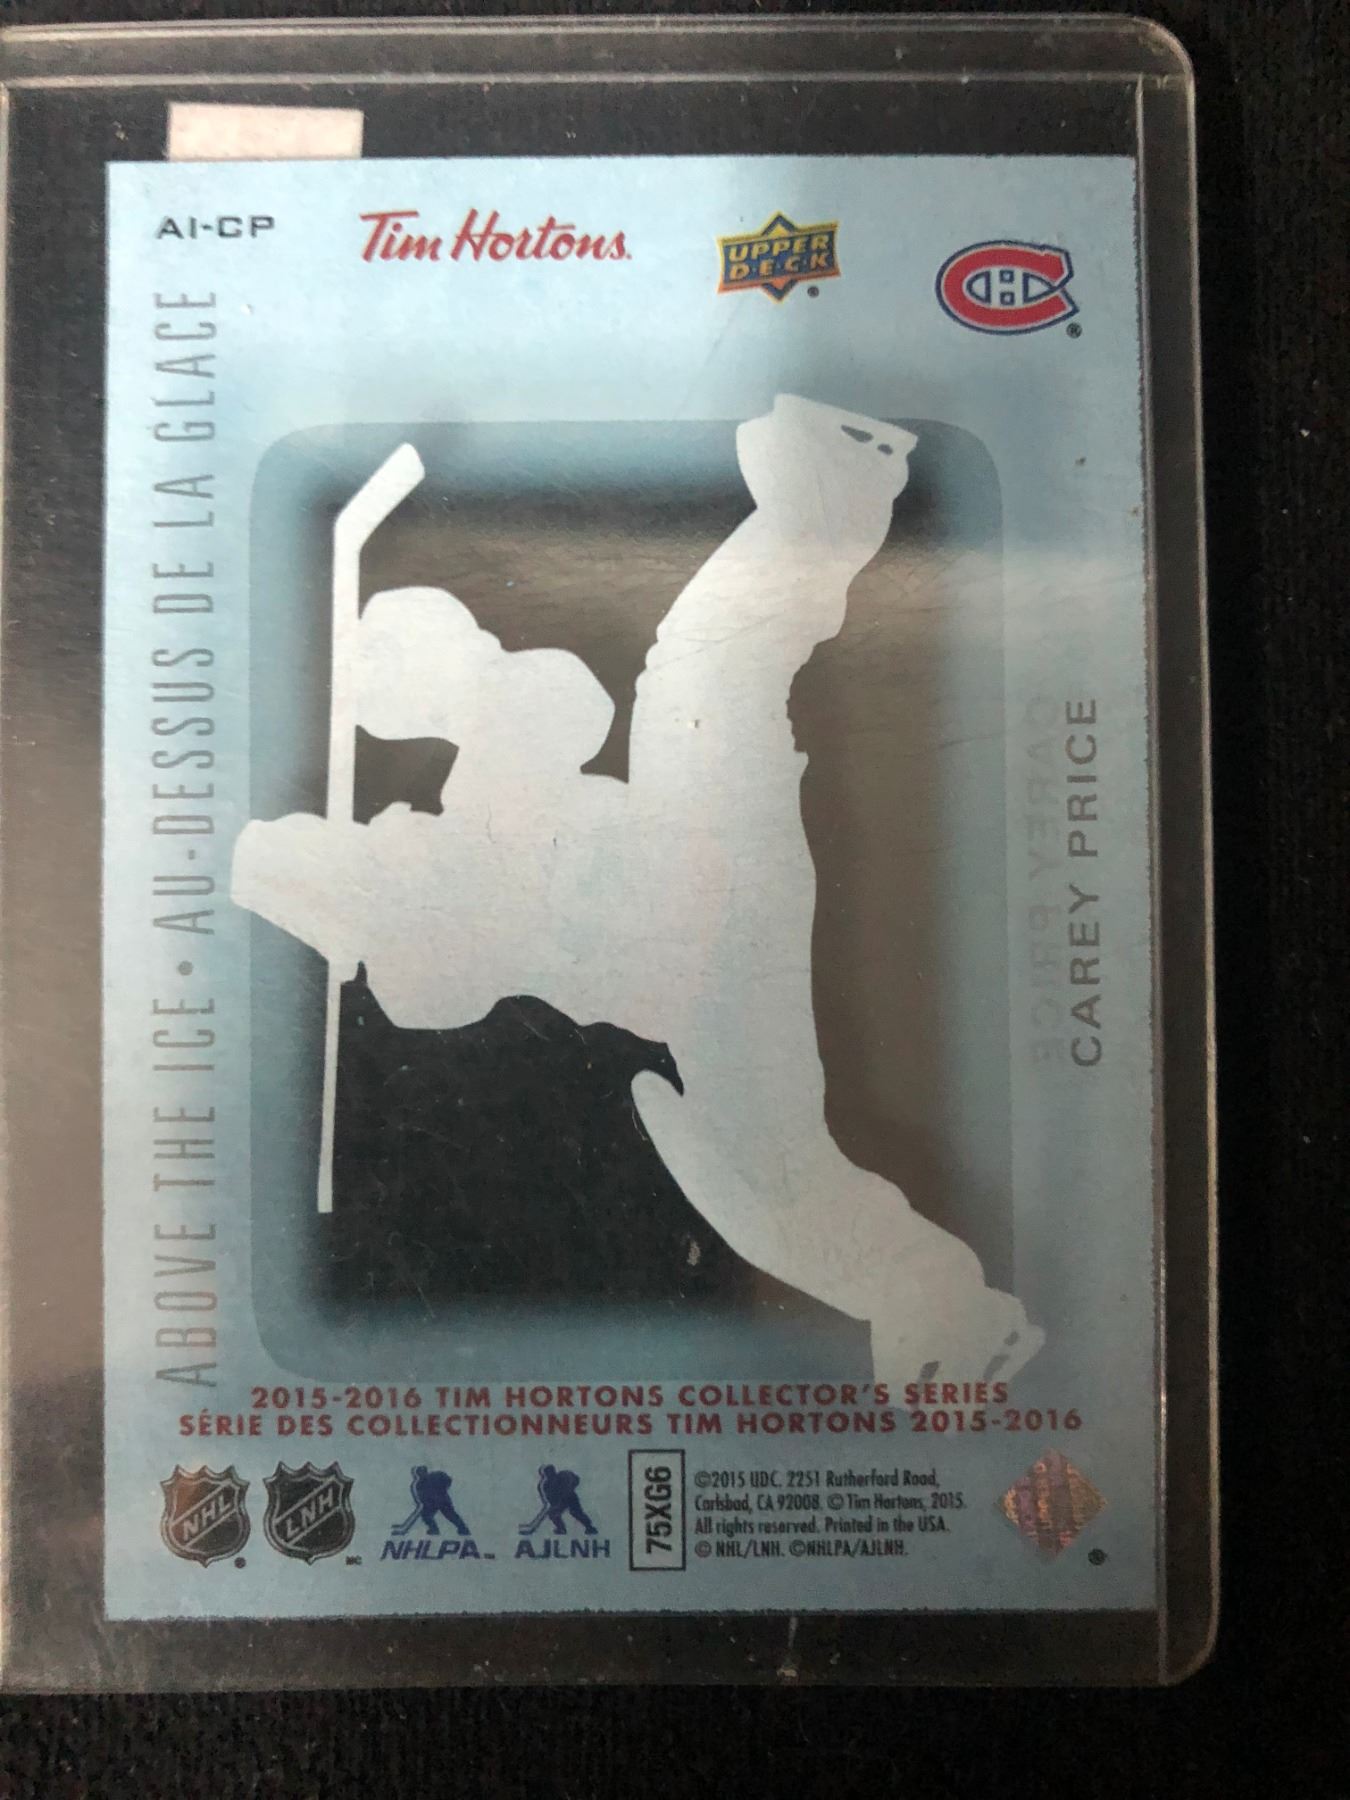 AI-CP
Tim Hortons.
UPPER
D·E·C·K
CH
ABOVE THE ICE • AU-DESSUS DE LA GLACE
CAREY PRICE
CAREY PRICE
2015-2016 TIM HORTONS COLLECTOR'S SERIES
SÉRIE DES COLLECTIONNEURS TIM HORTONS 2015-2016
NHL
LNH
NHLPA
AJLNH
75XG6
©2015 UDC. 2251 Rutherford Road,
Carlsbad, CA 92008. © Tim Hortons, 2015.
All rights reserved. Printed in the USA.
© NHL/LNH. ©NHLPA/AJLNH.